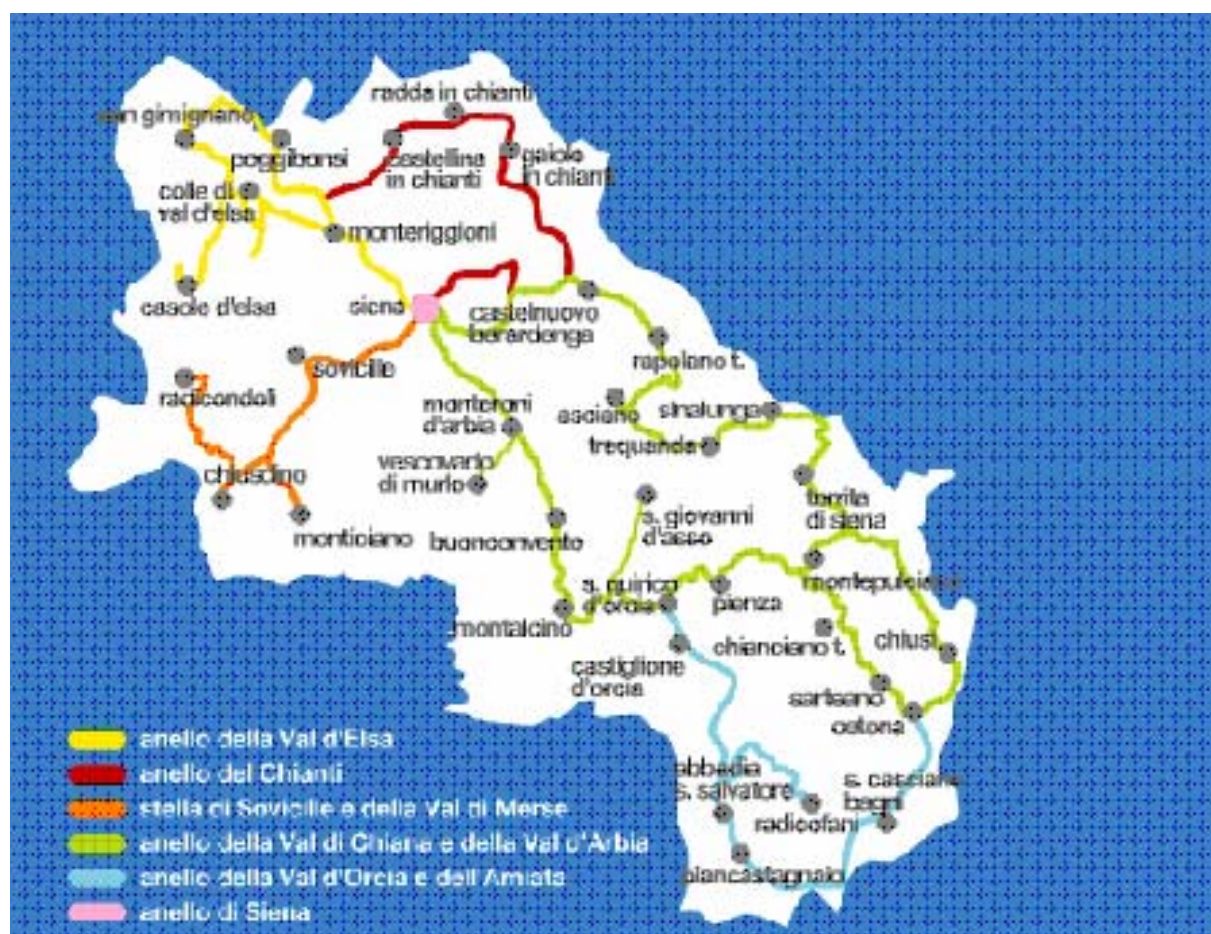 radda in chianti
san gimignano
poggibonsi
castellina
in chianti
gaiole
in chianti
colle di
val d'elsa
monteriggioni
casole d'elsa
siena
castelnuovo
berardenga
sovicille
rapolano t.
radicondoli
monteroni
d'arbia
asciano
sinalunga
trequanda
vescovado
di murlo
chiusdino
torrita
di siena
s. giovanni
d'asso
monticiano
buonconvento
montepulciano
s. quirico
d'orcia
pienza
montalcino
chianciano t.
chiusi
castiglione
d'orcia
sarteano
cetona
anello della Val d'Elsa
abbadia
s. salvatore
s. casciano
bagni
anello del Chianti
radicofani
stella di Sovicille e della Val di Merse
anello della Val di Chiana e della Val d'Arbia
piancastagnaio
anello della Val d'Orcia e dell'Amiata
anello di Siena